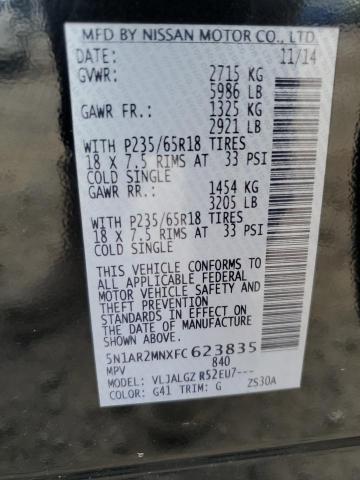 MFD BY NISSAN MOTOR CO., LTD.
DATE: 11/14
GVWR: 2715 KG
5986 LB
GAWR FR: 1325 KG
2921 LB
WITH P235/65R18 TIRES
18 X 7.5 RIMS AT 33 PSI
COLD SINGLE
GAWR RR: 1454 KG
3205 LB
WITH P235/65R18 TIRES
18 X 7.5 RIMS AT 33 PSI
COLD SINGLE
THIS VEHICLE CONFORMS TO
ALL APPLICABLE FEDERAL
MOTOR VEHICLE SAFETY AND
THEFT PREVENTION
STANDARDS IN EFFECT ON
THE DATE OF MANUFACTURE
SHOWN ABOVE.
5N1AR2MNXFC623835
MPV 840
MODEL: VLJALGZ R52EU7---
COLOR: G41 TRIM: G ZS30A